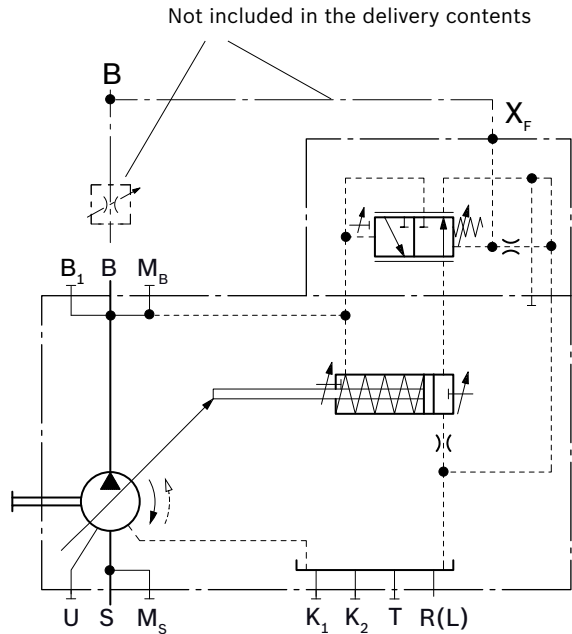 Not included in the delivery contents
B
X_F
B_1 B M_B
U S M_S K_1 K_2 T R(L)